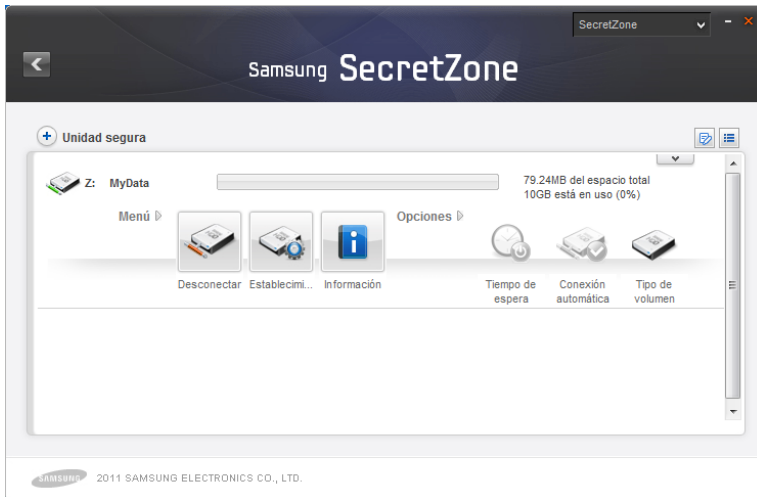 SecretZone
samsung SecretZone
Unidad segura
Z: MyData
79.24MB del espacio total
10GB está en uso (0%)
Menú
Opciones
Desconectar
Establecimi...
Información
Tiempo de
espera
Conexión
automática
Tipo de
volumen
SAMSUNG
2011 SAMSUNG ELECTRONICS CO., LTD.